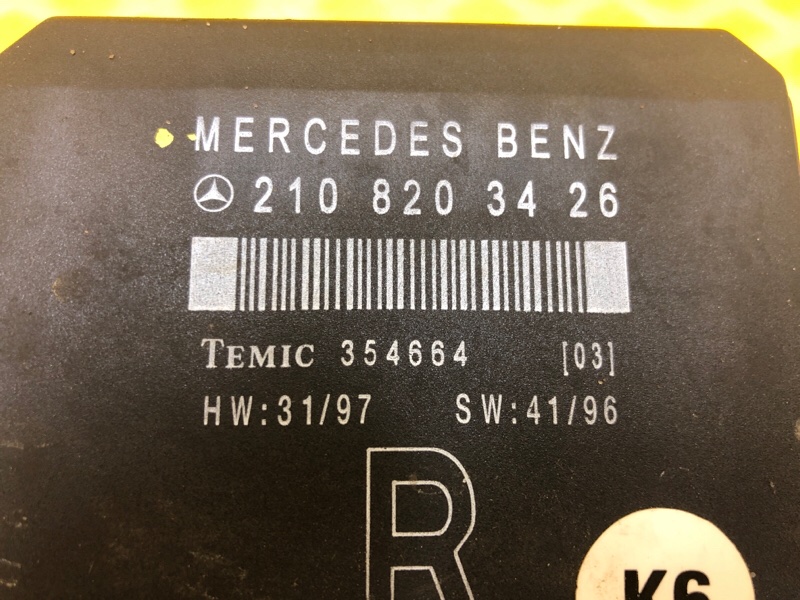 MERCEDES BENZ
210 820 34 26
TEMIC 354664 [03]
HW:31/97 SW:41/96
R
K6